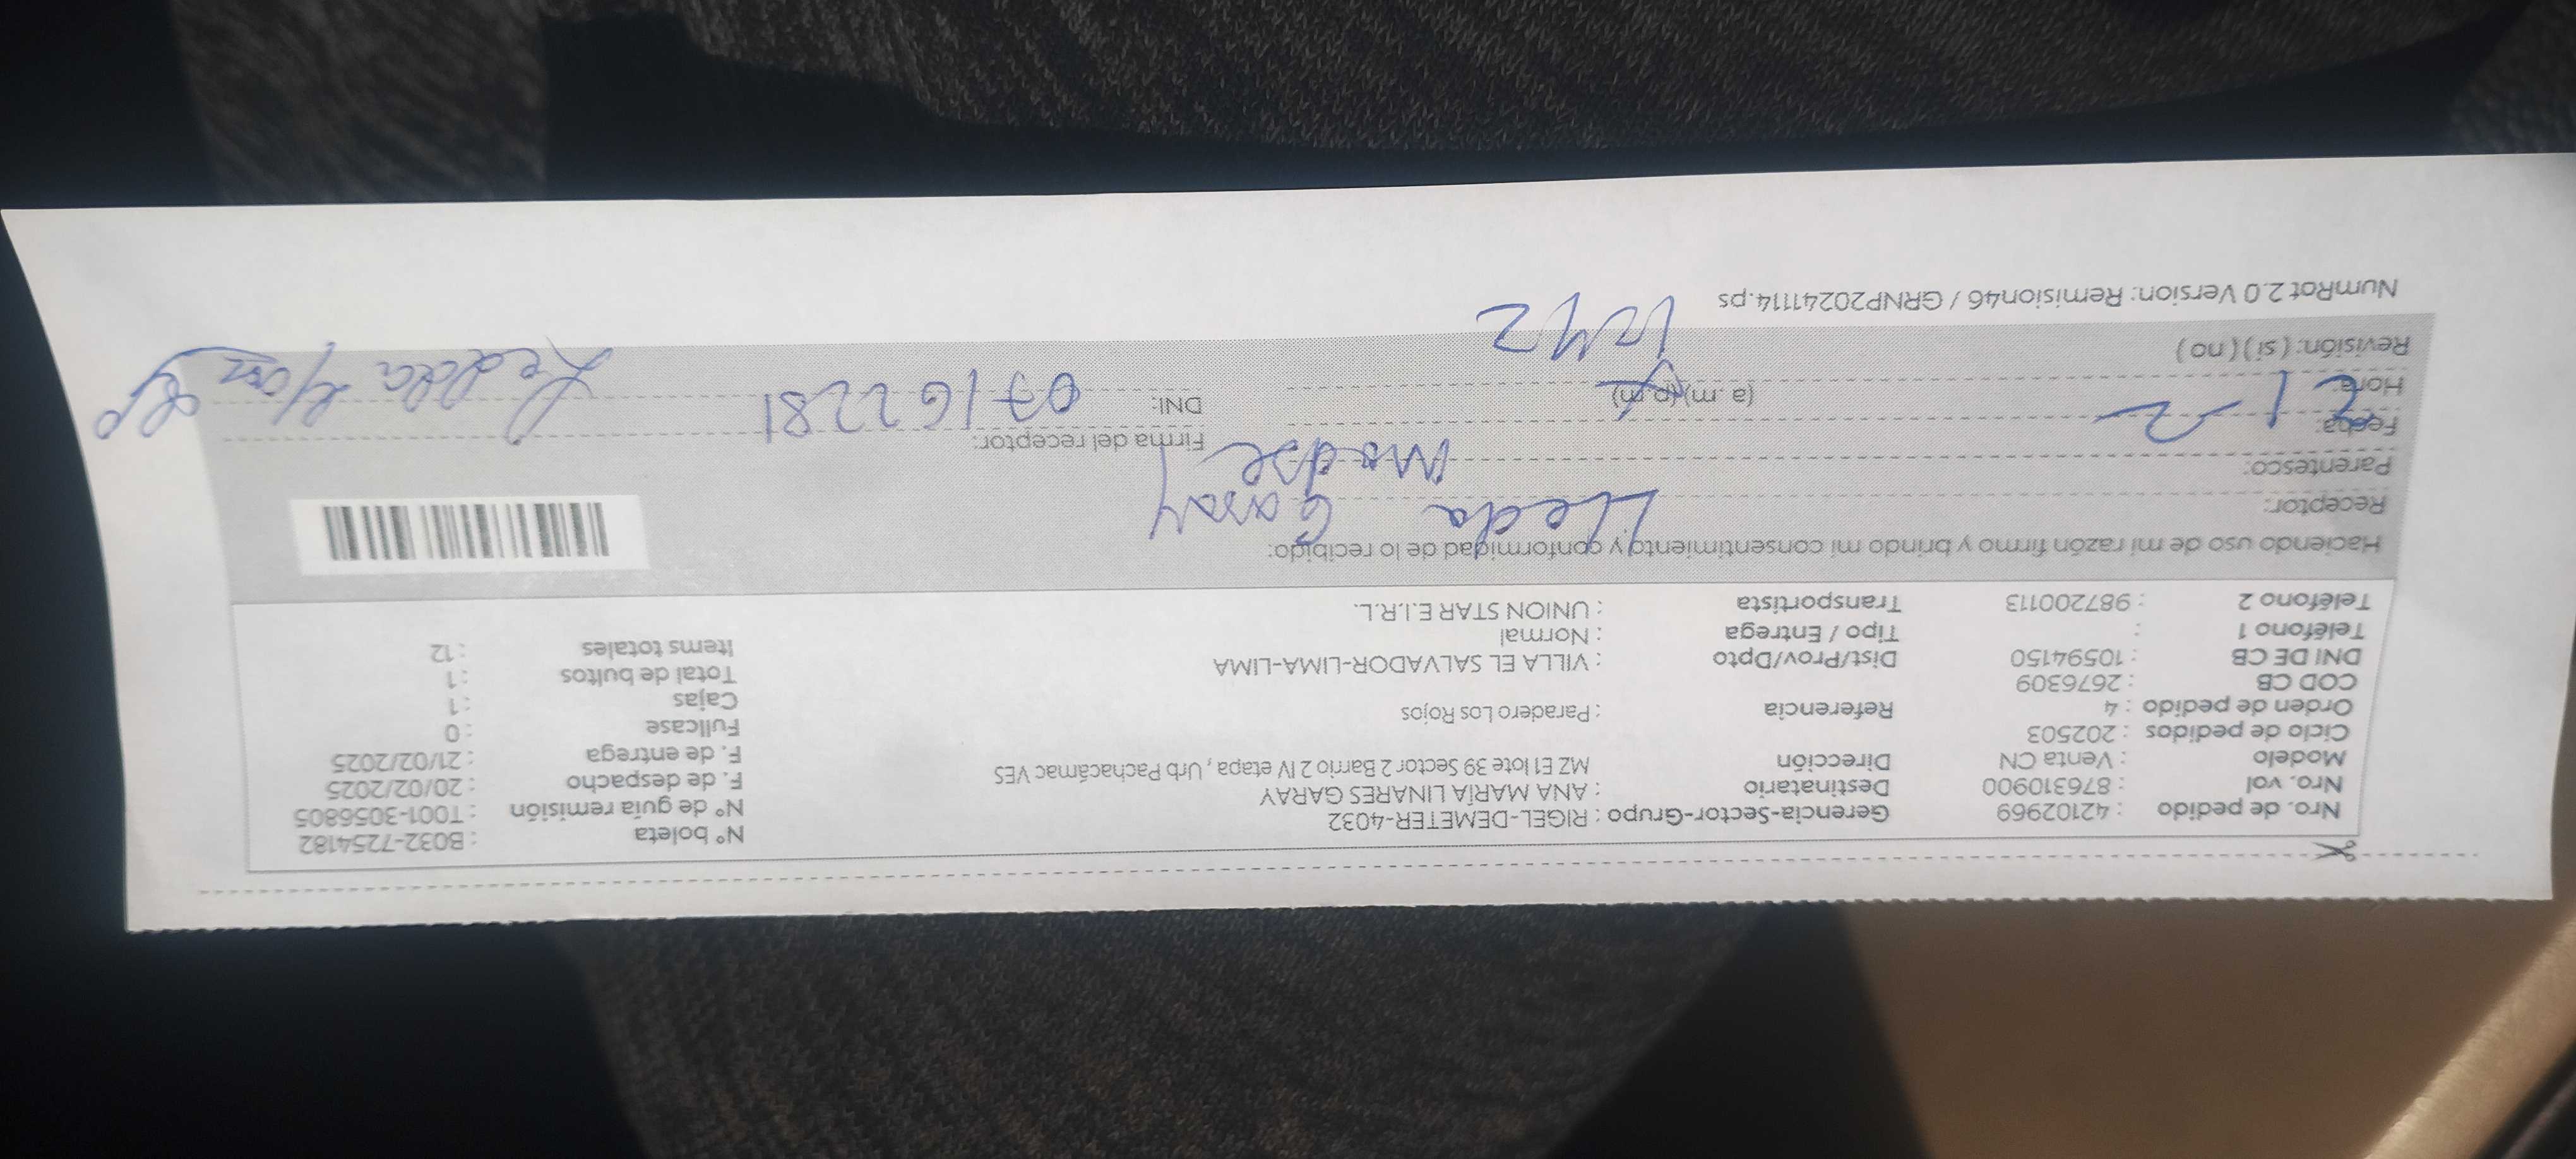 Nro. de pedido : 42102969 Gerencia-Sector-Grupo : RIGEL-DEMETER-4032 N° boleta : B032-7254182
Nro. vol : 876310900 Destinatario : ANA MARÍA LINARES GARAY N° de guía remisión : T001-3056805
Modelo : Venta CN Dirección MZ E1 lote 39 Sector 2 Barrio 2 IV etapa , Urb Pachacámac VES F. de despacho : 20/02/2025
Ciclo de pedidos : 202503 F. de entrega : 21/02/2025
Orden de pedido : 4 Referencia : Paradero Los Rojos Fullcase : 0
COD CB : 2676309 Cajas : 1
DNI DE CB : 10594150 Dist/Prov/Dpto : VILLA EL SALVADOR-LIMA-LIMA Total de bultos : 1
Teléfono 1 : Tipo / Entrega : Normal Items totales : 12
Teléfono 2 : 987200113 Transportista : UNION STAR E.I.R.L.
Haciendo uso de mi razón firmo y brindo mi consentimiento y conformidad de lo recibido:
Receptor: Lleda Garay
Parentesco: Madre
Fecha: 21-2 Firma del receptor:
Hora: (a.m) (p.m) DNI: 07162281
Revisión: ( si ) ( no ) 1042
NumRot 2.0 Version: Remision46 / GRNP20241114.ps